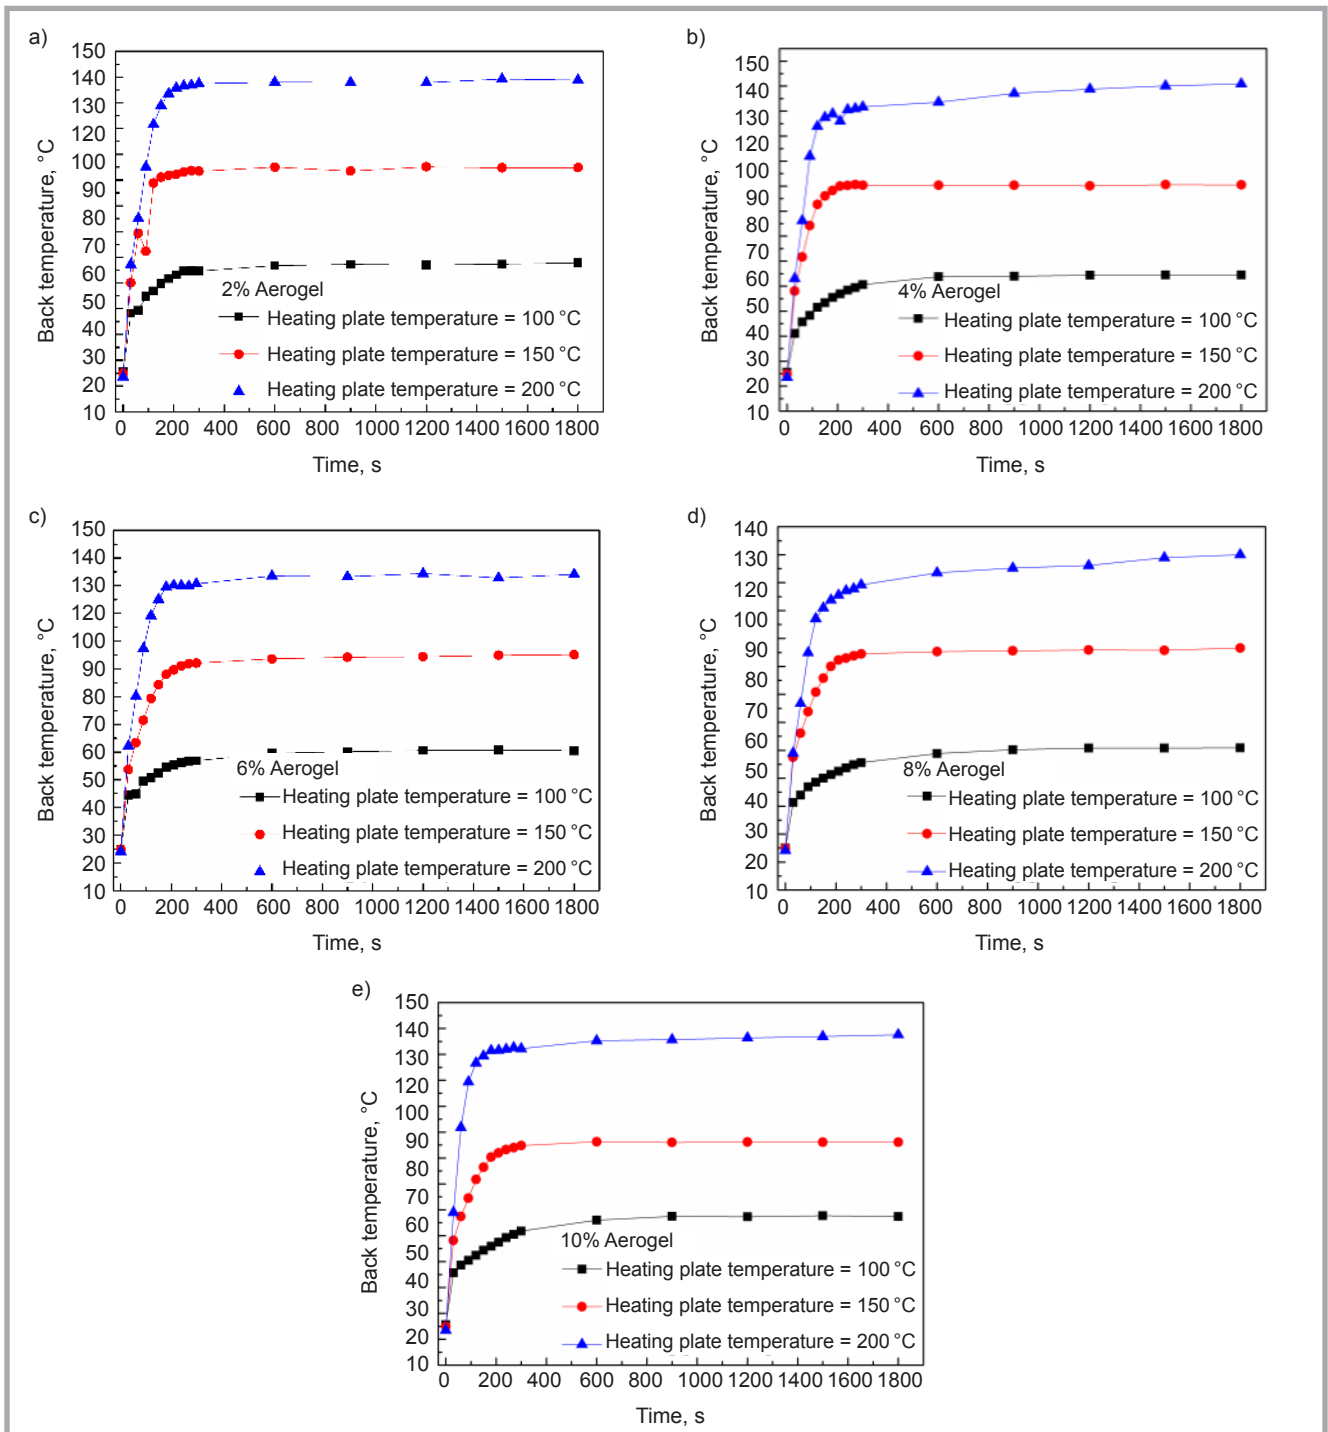 a)
150
140
130
120
100
90
80
70
60
50
40
30
20
10
Back temperature, °C
2% Aerogel
Heating plate temperature = 100 °C
Heating plate temperature = 150 °C
Heating plate temperature = 200 °C
0 200 400 600 800 1000 1200 1400 1600 1800
Time, s
b)
150
140
130
120
100
90
80
70
60
50
40
30
20
10
Back temperature, °C
4% Aerogel
Heating plate temperature = 100 °C
Heating plate temperature = 150 °C
Heating plate temperature = 200 °C
0 200 400 600 800 1000 1200 1400 1600 1800
Time, s
c)
150
140
130
120
100
90
80
70
60
50
40
30
20
10
Back temperature, °C
6% Aerogel
Heating plate temperature = 100 °C
Heating plate temperature = 150 °C
Heating plate temperature = 200 °C
0 200 400 600 800 1000 1200 1400 1600 1800
Time, s
d)
140
130
120
100
90
80
70
60
50
40
30
20
10
Back temperature, °C
8% Aerogel
Heating plate temperature = 100 °C
Heating plate temperature = 150 °C
Heating plate temperature = 200 °C
0 200 400 600 800 1000 1200 1400 1600 1800
Time, s
e)
150
140
130
120
100
90
80
70
60
50
40
30
20
10
Back temperature, °C
10% Aerogel
Heating plate temperature = 100 °C
Heating plate temperature = 150 °C
Heating plate temperature = 200 °C
0 200 400 600 800 1000 1200 1400 1600 1800
Time, s